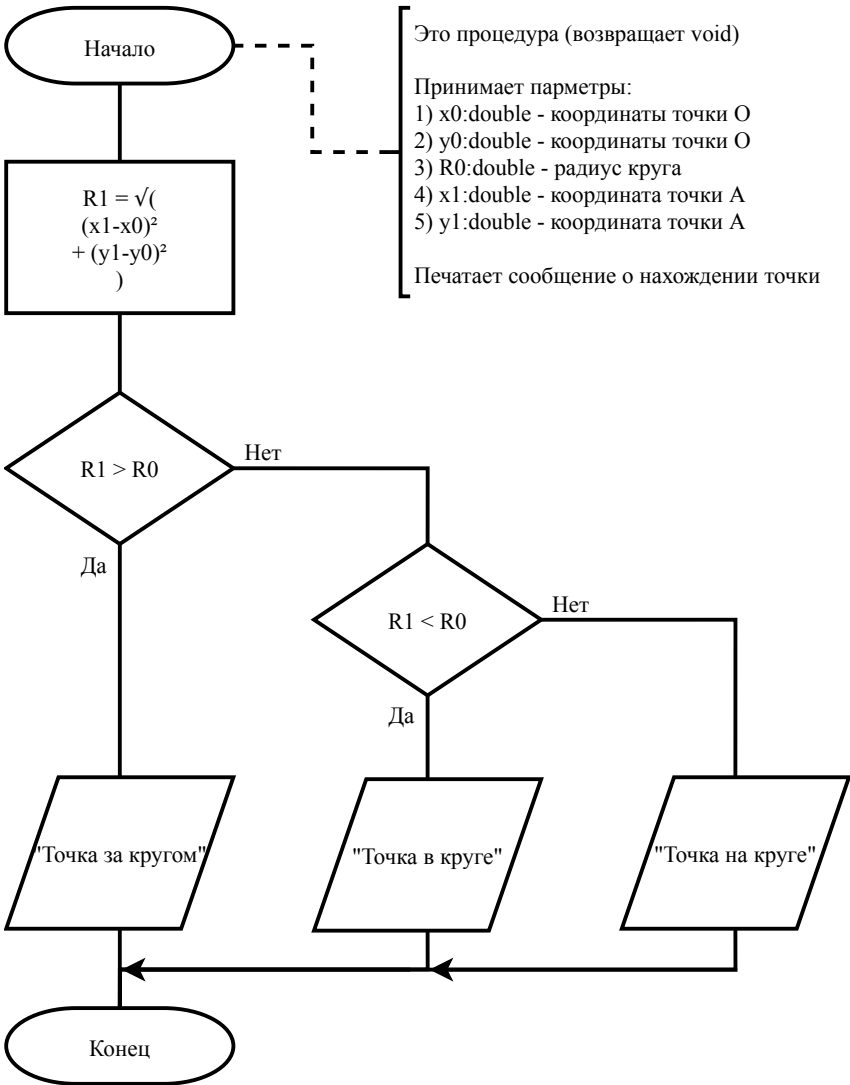 Начало
Это процедура (возвращает void)
Принимает парметры:
1) x0:double - координаты точки O
2) y0:double - координаты точки O
3) R0:double - радиус круга
4) x1:double - координата точки A
5) y1:double - координата точки A
Печатает сообщение о нахождении точки
R1 = √(
(x1-x0)²
+ (y1-y0)²
)
R1 > R0
Нет
Да
R1 < R0
Нет
Да
"Точка за кругом"
"Точка в круге"
"Точка на круге"
Конец